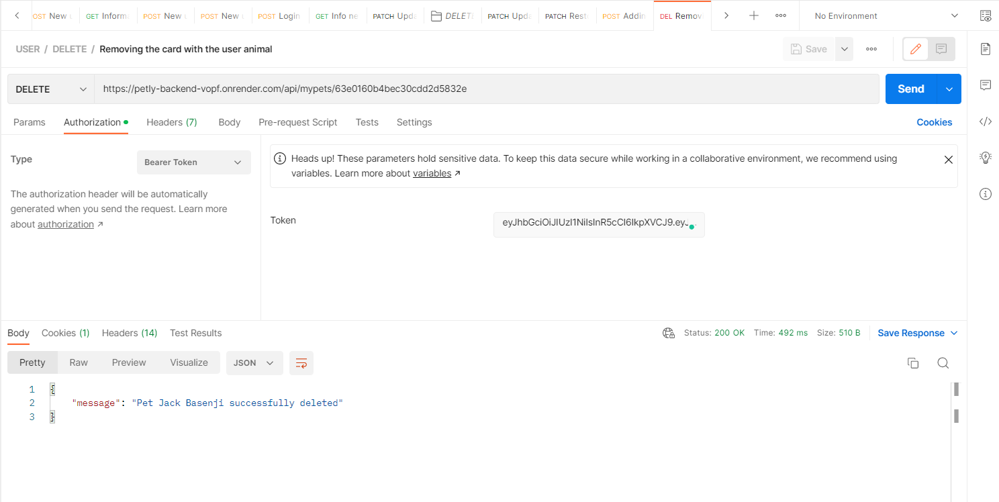 OST New
GET Inform
POST New
POST New
POST Login
GET Info ne
PATCH Upda
DELETE
PATCH Upda
PATCH Rest
POST Addin
DEL Remov
No Environment
USER / DELETE / Removing the card with the user animal
Save
DELETE
https://petly-backend-vopf.onrender.com/api/mypets/63e0160b4bec30cdd2d5832e
Send
Params Authorization Headers (7) Body Pre-request Script Tests Settings Cookies
Type
Bearer Token
The authorization header will be automatically
generated when you send the request. Learn more
about authorization ↗
Heads up! These parameters hold sensitive data. To keep this data secure while working in a collaborative environment, we recommend using
variables. Learn more about variables ↗
Token
eyJhbGciOiJIUzI1NiIsInR5cCI6IkpXVCJ9.eyJ...
Body Cookies (1) Headers (14) Test Results
Status: 200 OK Time: 492 ms Size: 510 B Save Response
Pretty Raw Preview Visualize JSON
1 {
2 "message": "Pet Jack Basenji successfully deleted"
3 }